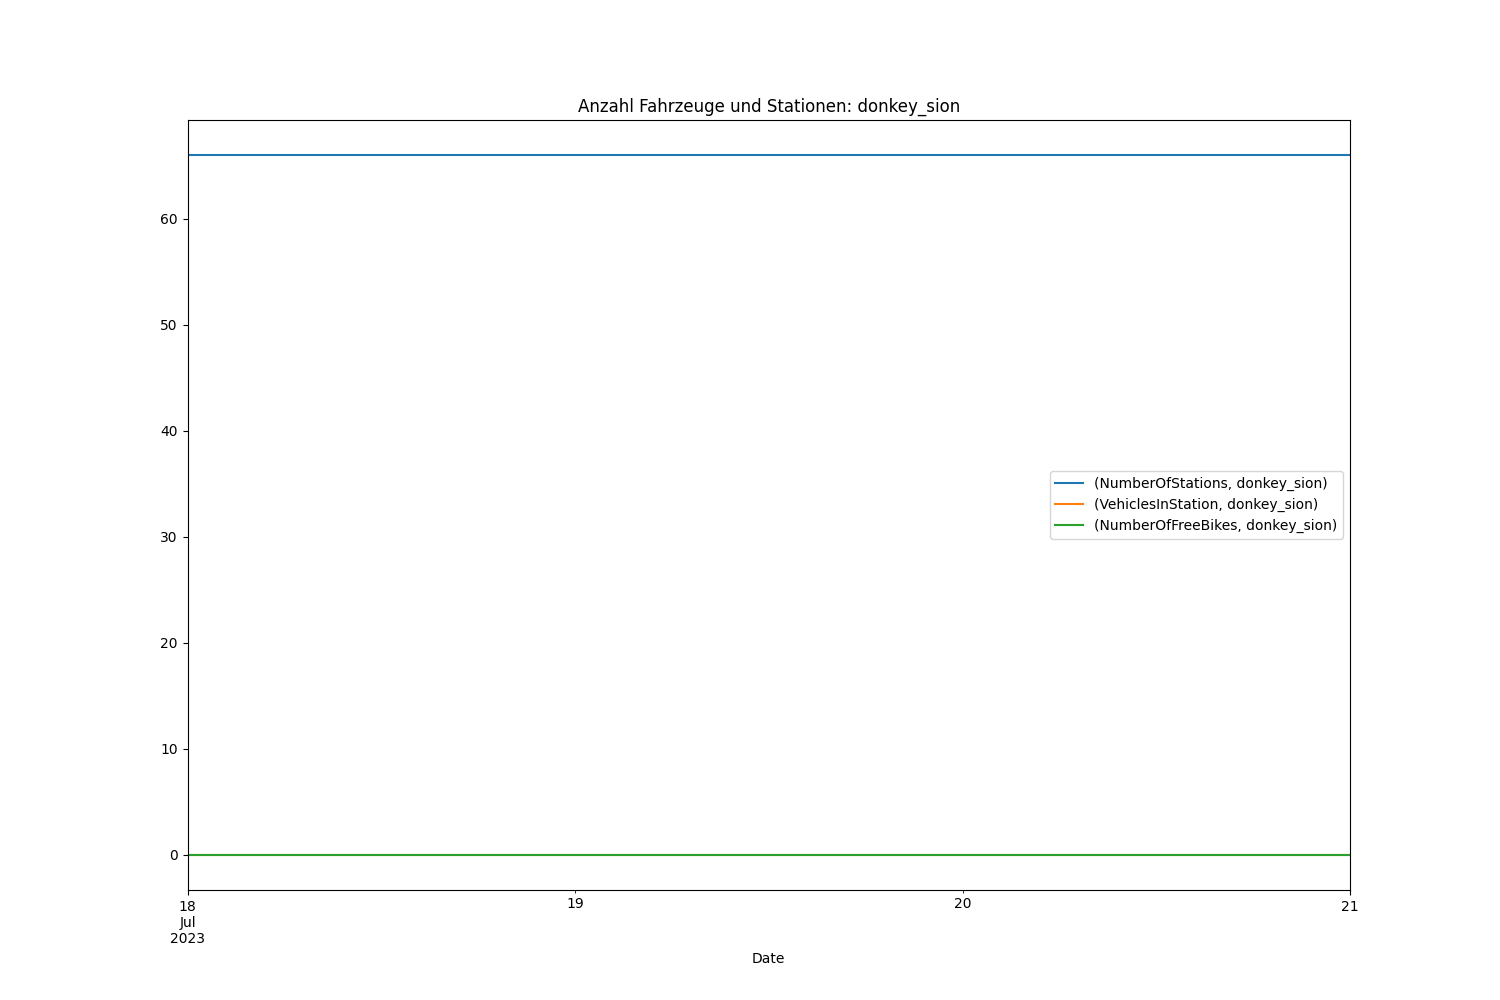 Anzahl Fahrzeuge und Stationen: donkey_sion
60
50
40
30
20
10
0
(NumberOfStations, donkey_sion)
(VehiclesInStation, donkey_sion)
(NumberOfFreeBikes, donkey_sion)
18
Jul
2023
19
20
21
Date